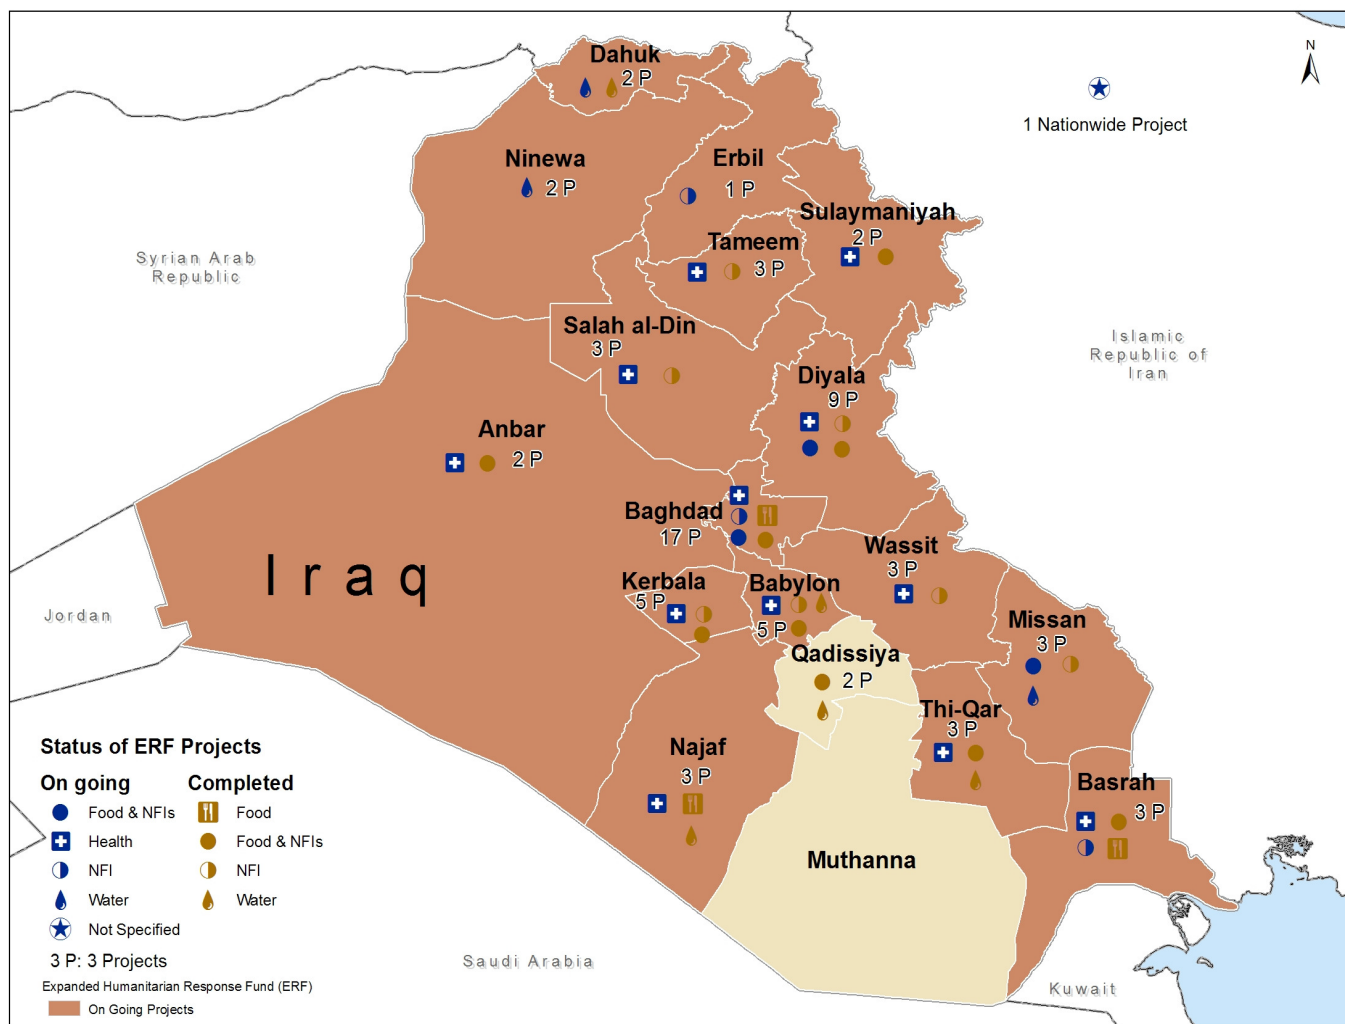 Dahuk
2 P
N
1 Nationwide Project
Ninewa
2 P
Erbil
1 P
Sulaymaniyah
2 P
Tameem
3 P
Syrian Arab
Republic
Salah al-Din
3 P
Islamic
Republic of
Iran
Diyala
9 P
Anbar
2 P
Baghdad
17 P
Wassit
3 P
Iraq
Kerbala
5 P
Babylon
5 P
Jordan
Missan
3 P
Qadissiya
2 P
Thi-Qar
3 P
Najaf
3 P
Basrah
3 P
Muthanna
Saudi Arabia
Kuwait
Status of ERF Projects
On going Completed
Food & NFIs Food
Health Food & NFIs
NFI NFI
Water Water
Not Specified
3 P: 3 Projects
Expanded Humanitarian Response Fund (ERF)
On Going Projects